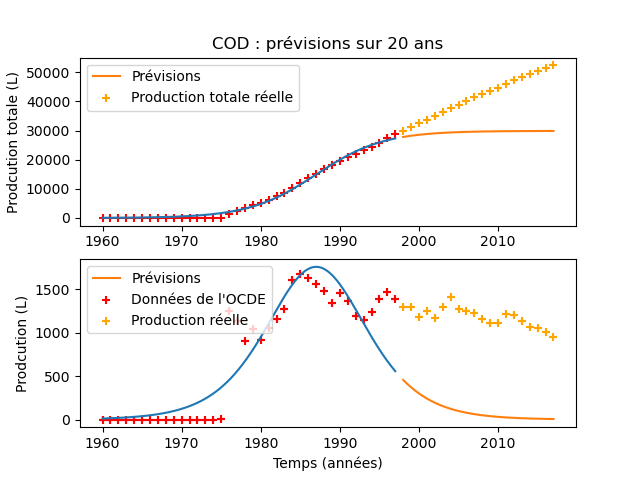 COD : prévisions sur 20 ans
Prodcution totale (L)
50000
40000
30000
20000
10000
0
Prévisions
Production totale réelle
1960 1970 1980 1990 2000 2010
Prodcution (L)
1500
1000
500
0
Prévisions
Données de l'OCDE
Production réelle
1960 1970 1980 1990 2000 2010
Temps (années)